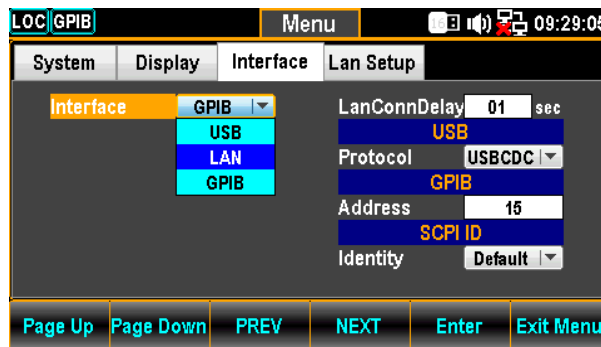 LOC GPIB Menu 16 09:29:05
System Display Interface Lan Setup
Interface GPIB LanConnDelay 01 sec
USB USB
LAN Protocol USBCDC
GPIB GPIB
Address 15
SCPI ID
Identity Default
Page Up Page Down PREV NEXT Enter Exit Menu